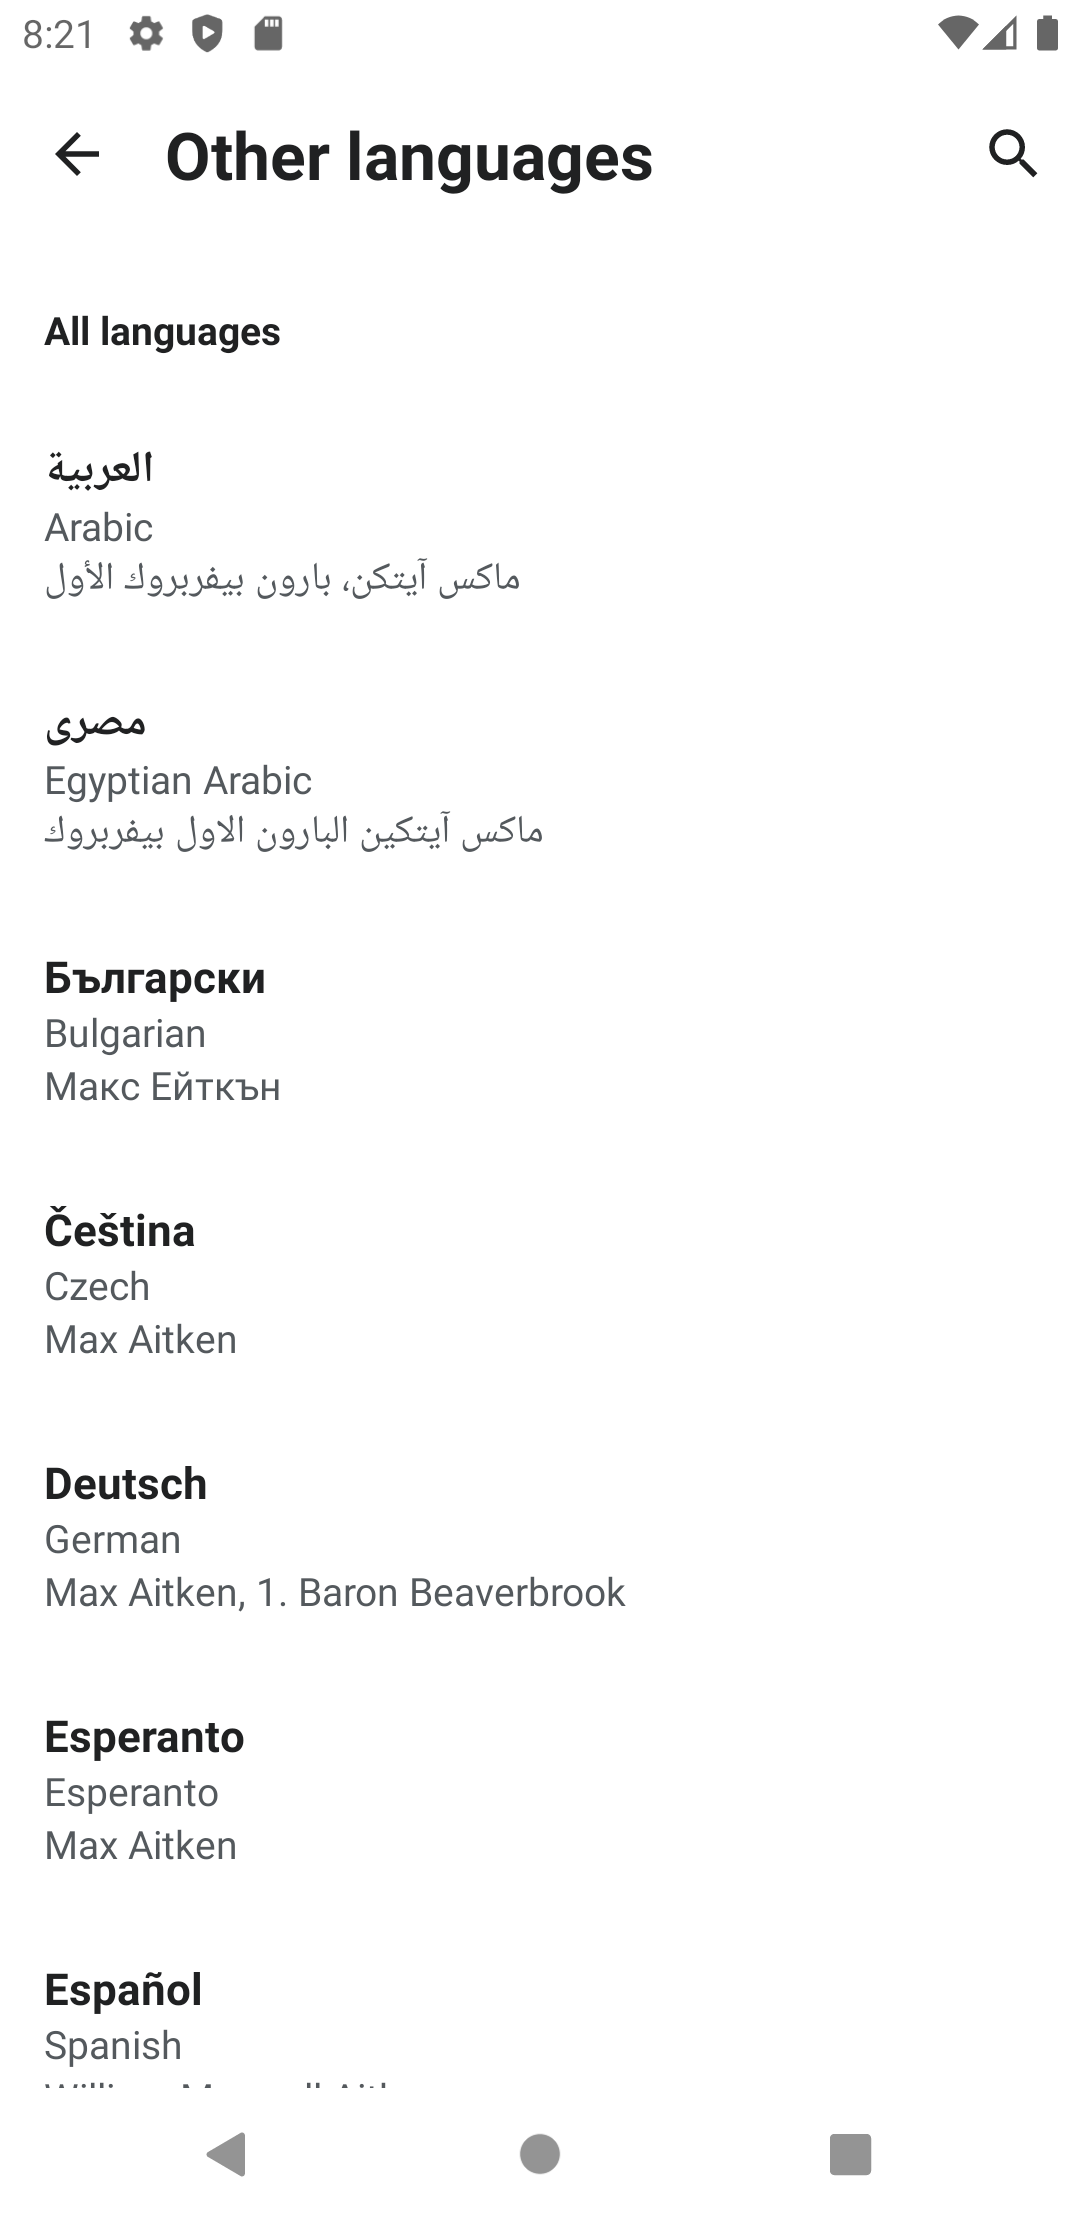 8:21
Other languages
All languages
العربية
Arabic
ماكس آيتكن، بارون بيفربروك الأول
مصرى
Egyptian Arabic
ماكس آيتكين البارون الاول بيفربروك
Български
Bulgarian
Макс Ейткън
Čeština
Czech
Max Aitken
Deutsch
German
Max Aitken, 1. Baron Beaverbrook
Esperanto
Esperanto
Max Aitken
Español
Spanish